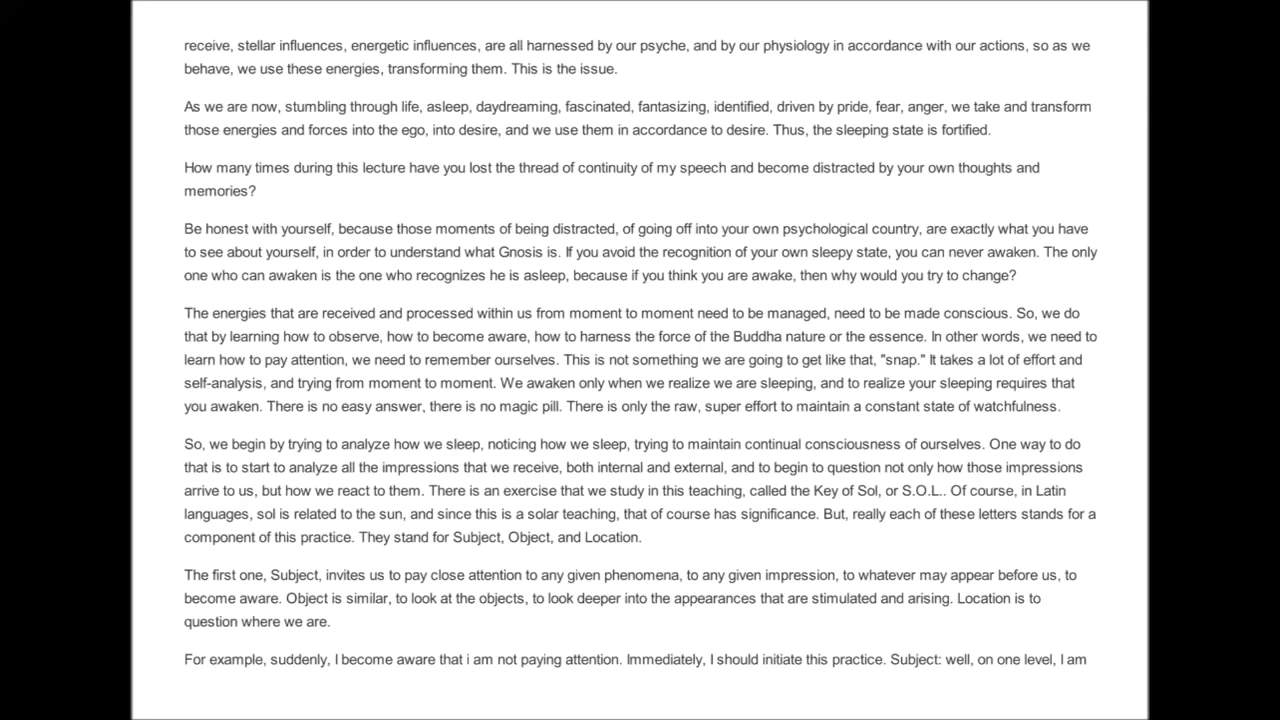 receive, stellar influences, energetic influences, are all harnessed by our psyche, and by our physiology in accordance with our actions, so as we
behave, we use these energies, transforming them. This is the issue.
As we are now, stumbling through life, asleep, daydreaming, fascinated, fantasizing, identified, driven by pride, fear, anger, we take and transform
those energies and forces into the ego, into desire, and we use them in accordance to desire. Thus, the sleeping state is fortified.
How many times during this lecture have you lost the thread of continuity of my speech and become distracted by your own thoughts and
memories?
Be honest with yourself, because those moments of being distracted, of going off into your own psychological country, are exactly what you have
to see about yourself, in order to understand what Gnosis is. If you avoid the recognition of your own sleepy state, you can never awaken. The only
one who can awaken is the one who recognizes he is asleep, because if you think you are awake, then why would you try to change?
The energies that are received and processed within us from moment to moment need to be managed, need to be made conscious. So, we do
that by learning how to observe, how to become aware, how to harness the force of the Buddha nature or the essence. In other words, we need to
learn how to pay attention, we need to remember ourselves. This is not something we are going to get like that, "snap." It takes a lot of effort and
self-analysis, and trying from moment to moment. We awaken only when we realize we are sleeping, and to realize your sleeping requires that
you awaken. There is no easy answer, there is no magic pill. There is only the raw, super effort to maintain a constant state of watchfulness.
So, we begin by trying to analyze how we sleep, noticing how we sleep, trying to maintain continual consciousness of ourselves. One way to do
that is to start to analyze all the impressions that we receive, both internal and external, and to begin to question not only how those impressions
arrive to us, but how we react to them. There is an exercise that we study in this teaching, called the Key of Sol, or S.O.L.. Of course, in Latin
languages, sol is related to the sun, and since this is a solar teaching, that of course has significance. But, really each of these letters stands for a
component of this practice. They stand for Subject, Object, and Location.
The first one, Subject, invites us to pay close attention to any given phenomena, to any given impression, to whatever may appear before us, to
become aware. Object is similar, to look at the objects, to look deeper into the appearances that are stimulated and arising. Location is to
question where we are.
For example, suddenly, I become aware that i am not paying attention. Immediately, I should initiate this practice. Subject: well, on one level, I am